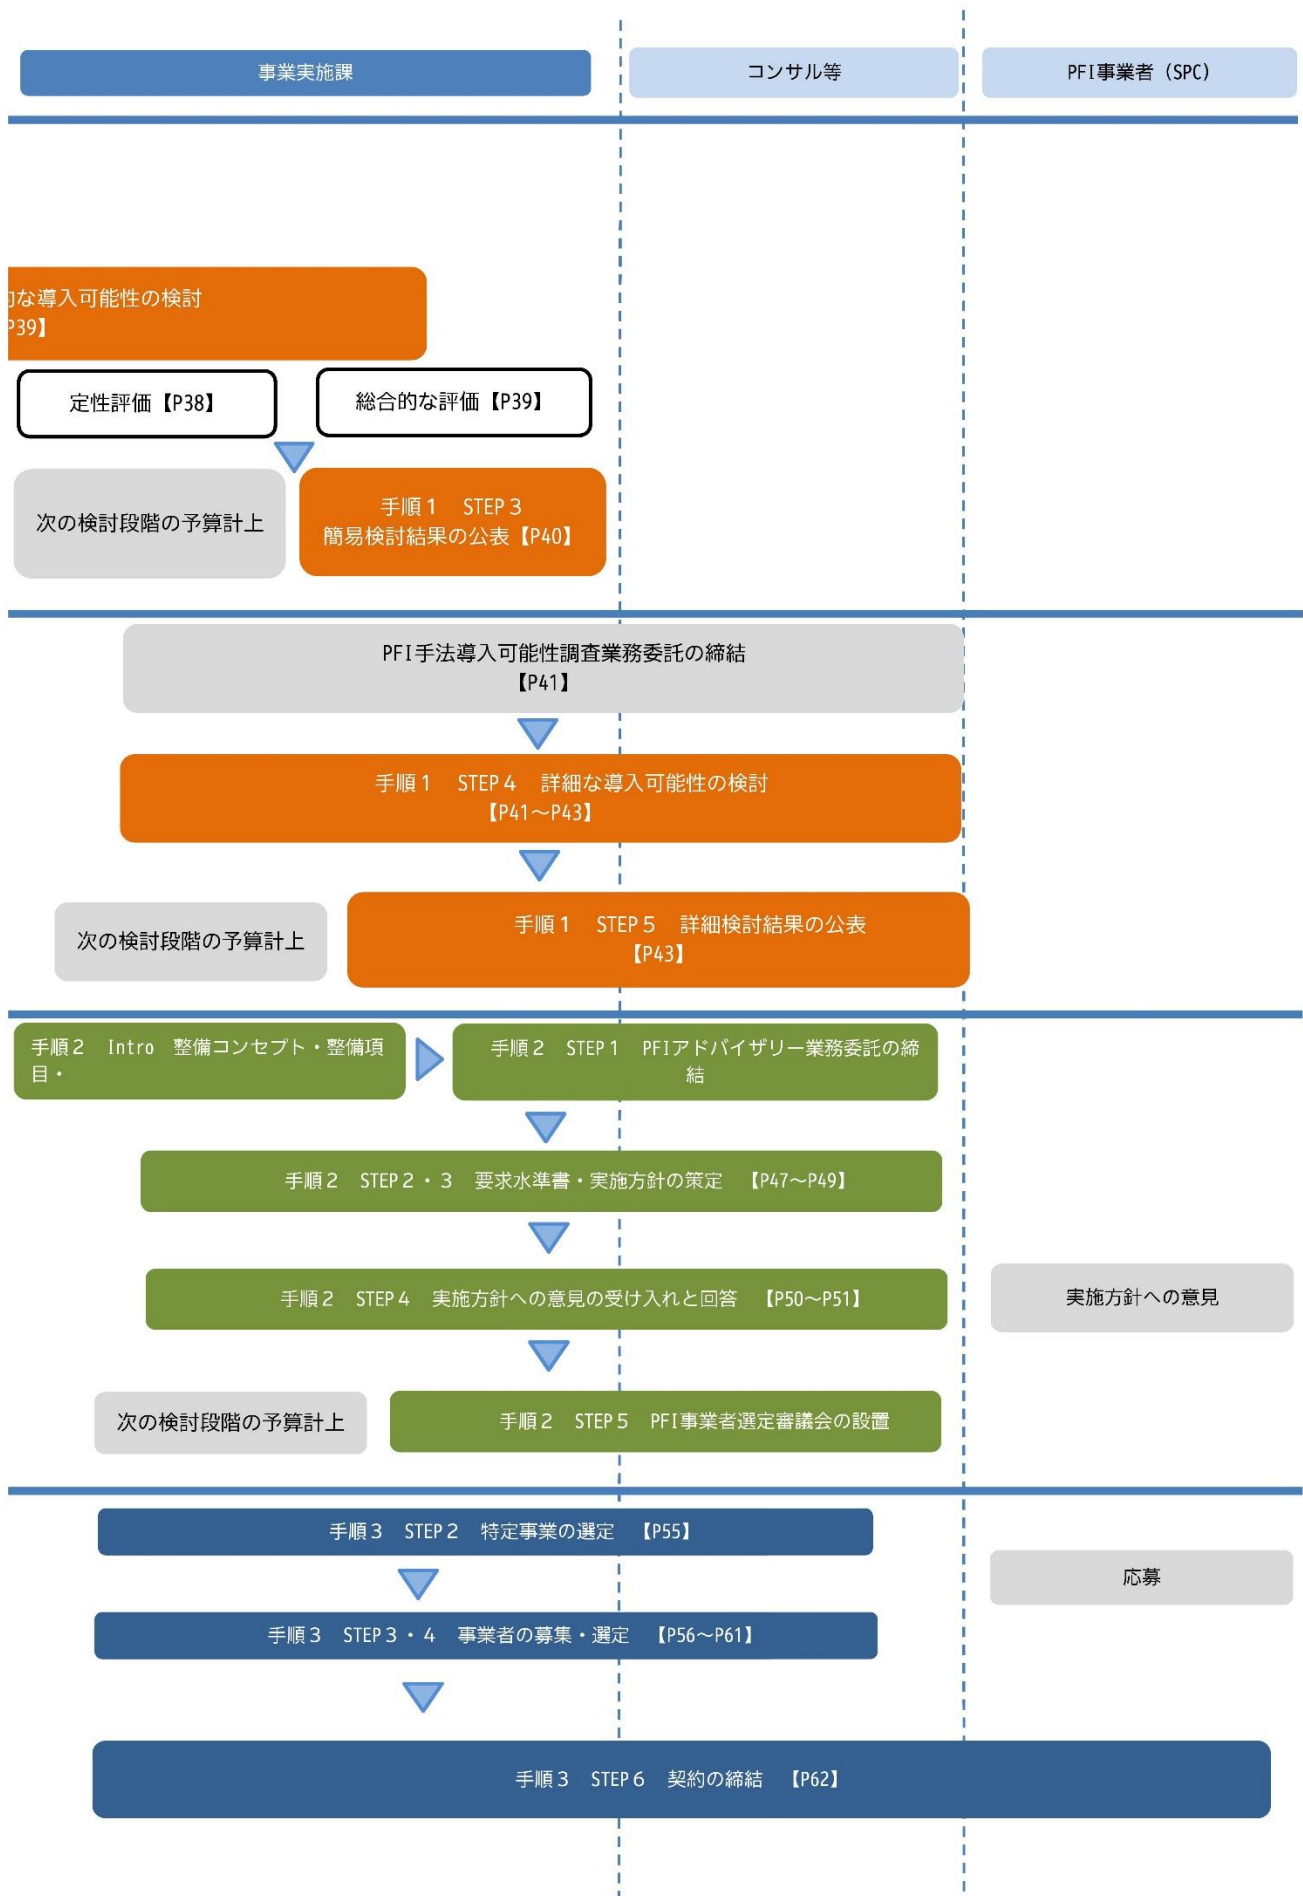 事業実施課
コンサル等
PFI事業者（SPC）
な導入可能性の検討
P39】
定性評価【P38】
総合的な評価【P39】
次の検討段階の予算計上
手順１　STEP３
簡易検討結果の公表【P40】
PFI手法導入可能性調査業務委託の締結
【P41】
手順１　STEP４　詳細な導入可能性の検討
【P41～P43】
次の検討段階の予算計上
手順１　STEP５　詳細検討結果の公表
【P43】
手順２　Intro　整備コンセプト・整備項
目・
手順２　STEP１　PFIアドバイザリー業務委託の締
結
手順２　STEP２・３　要求水準書・実施方針の策定　【P47～P49】
手順２　STEP４　実施方針への意見の受け入れと回答　【P50～P51】
実施方針への意見
次の検討段階の予算計上
手順２　STEP５　PFI事業者選定審議会の設置
手順３　STEP２　特定事業の選定　【P55】
応募
手順３　STEP３・４　事業者の募集・選定　【P56～P61】
手順３　STEP６　契約の締結　【P62】